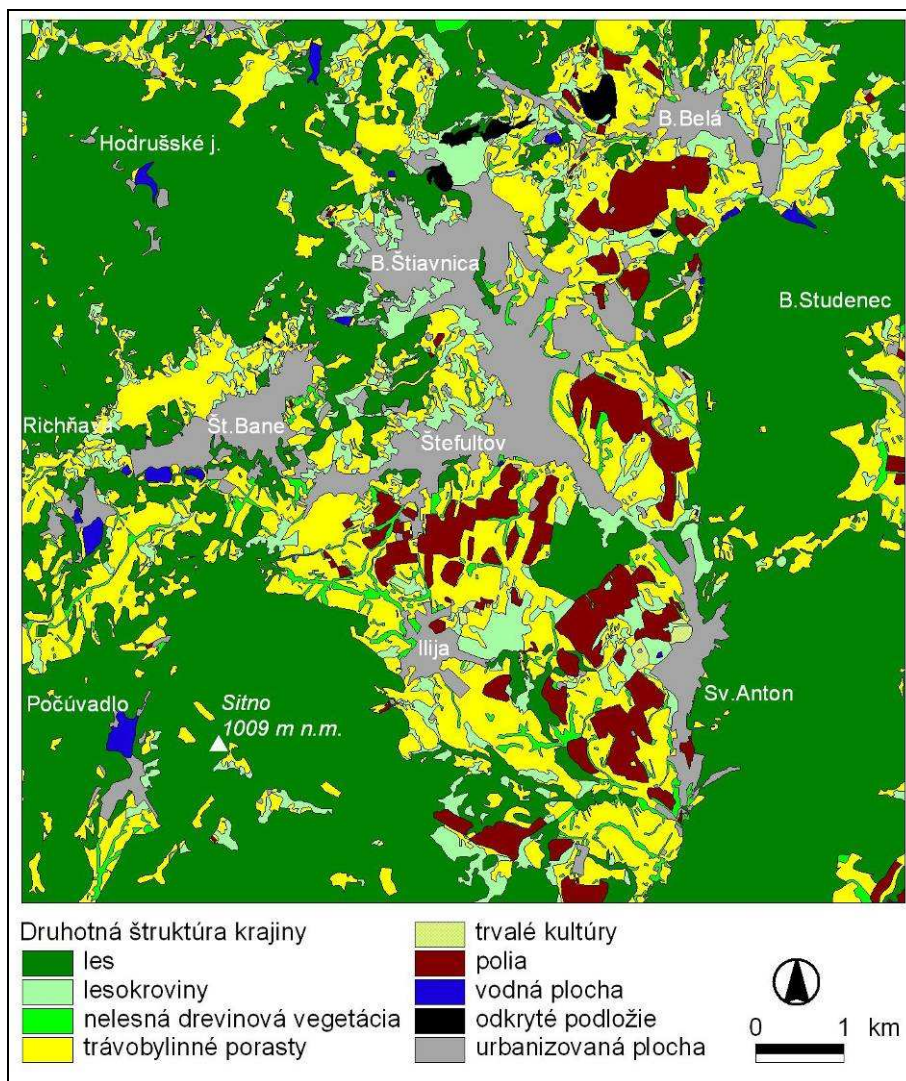 Hodrušské j.
B.Belá
B.Štiavnica
B.Studenec
Richňava
Št.Bane
Štefultov
Ilija
Počúvadlo
Sitno
1009 m n.m.
Sv.Anton
Druhotná štruktúra krajiny
les
lesokroviny
nelesná drevinová vegetácia
trávobylinné porasty
trvalé kultúry
polia
vodná plocha
odkryté podložie
urbanizovaná plocha
0 1 km